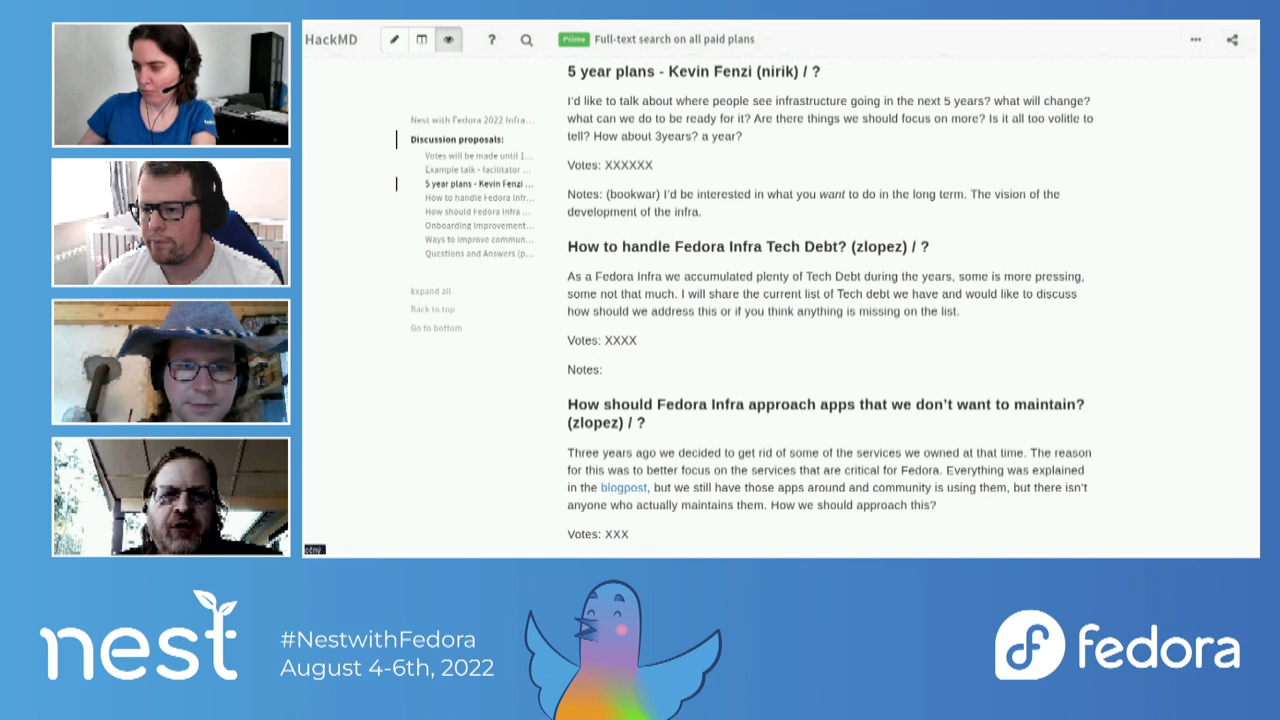 HackMD
Prime Full-text search on all paid plans
Nest with Fedora 2022 Infra...
Discussion proposals:
Votes will be made until 1...
Example talk - facilitator ...
5 year plans - Kevin Fenzi ...
How to handle Fedora Infr...
How should Fedora Infra ...
Onboarding improvement...
Ways to improve commun...
Questions and Answers (p...
Expand all
Back to top
Go to bottom
5 year plans - Kevin Fenzi (nirik) / ?
I'd like to talk about where people see infrastructure going in the next 5 years? what will change?
what can we do to be ready for it? Are there things we should focus on more? Is it all too volitle to
tell? How about 3years? a year?
Votes: XXXXXX
Notes: (bookwar) I'd be interested in what you want to do in the long term. The vision of the
development of the infra.
How to handle Fedora Infra Tech Debt? (zlopez) / ?
As a Fedora Infra we accumulated plenty of Tech Debt during the years, some is more pressing,
some not that much. I will share the current list of Tech debt we have and would like to discuss
how should we address this or if you think anything is missing on the list.
Votes: XXXX
Notes:
How should Fedora Infra approach apps that we don't want to maintain?
(zlopez) / ?
Three years ago we decided to get rid of some of the services we owned at that time. The reason
for this was to better focus on the services that are critical for Fedora. Everything was explained
in the blogpost, but we still have those apps around and community is using them, but there isn't
anyone who actually maintains them. How we should approach this?
Votes: XXX
nest
#NestwithFedora
August 4-6th, 2022
fedora